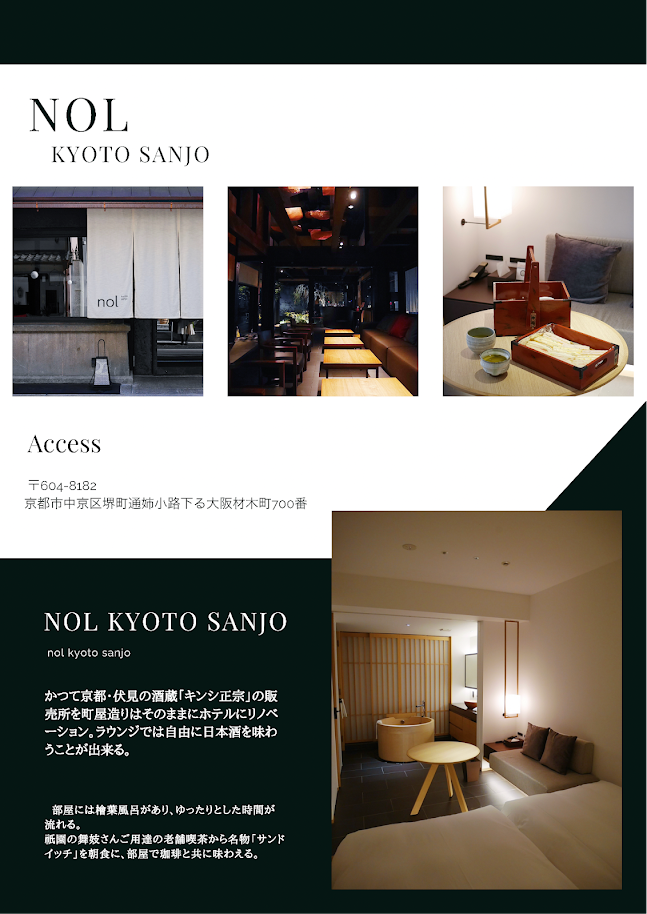 NOL
KYOTO SANJO
nol
Access
〒604-8182
京都市中京区堺町通姉小路下る大阪材木町700番
NOL KYOTO SANJO
nol kyoto sanjo
かつて京都・伏見の酒蔵「キンシ正宗」の販
売所を町屋造りはそのままにホテルにリノベ
ーション。ラウンジでは自由に日本酒を味わ
うことが出来る。
部屋には檜葉風呂があり、ゆったりとした時間が
流れる。
祇園の舞妓さんご用達の老舗喫茶から名物「サンド
イッチ」を朝食に、部屋で珈琲と共に味わえる。